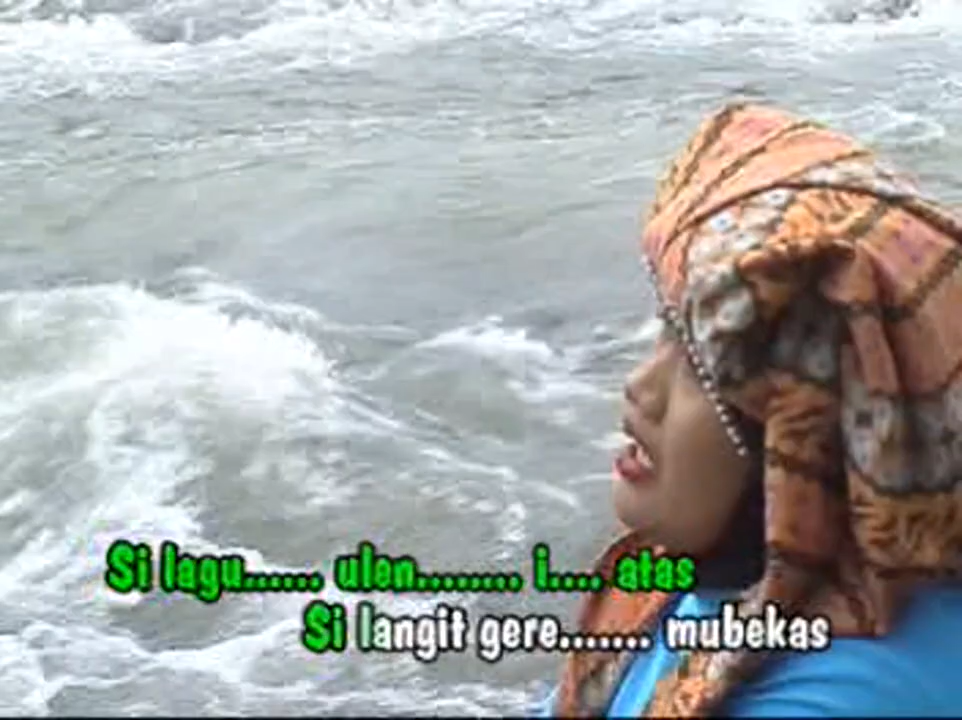 Si lagu...... ulen........ i.... atas
Si langit gere....... mubekas